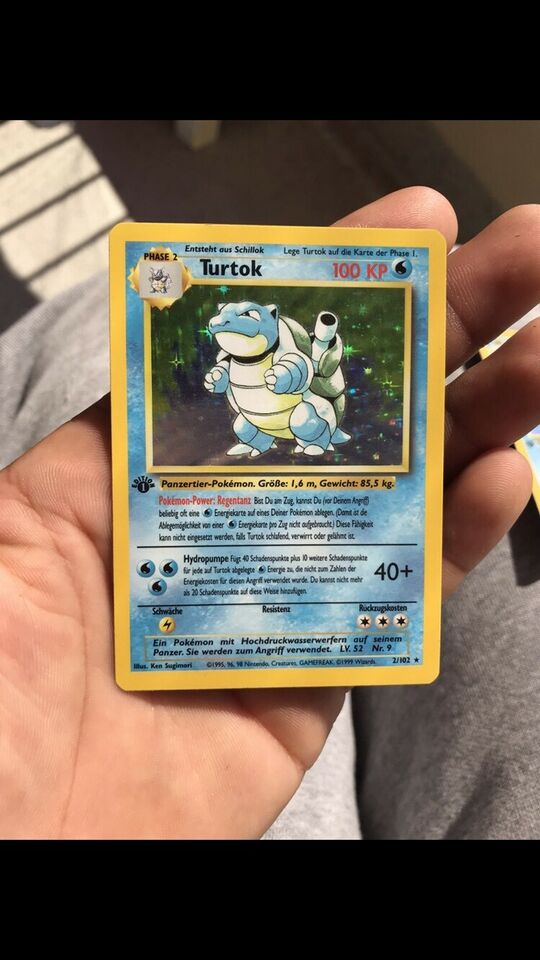 Entsteht aus Schillok
Lege Turtok auf die Karte der Phase 1.
PHASE 2
Turtok
100 KP
EDITION
1
Panzertier-Pokémon. Größe: 1,6 m, Gewicht: 85,5 kg.
Pokémon-Power: Regentanz Bist Du am Zug, kannst Du (vor Deinem Angriff)
beliebig oft eine Energiekarte auf eines Deiner Pokémon ablegen. (Damit ist die
Ablegemöglichkeit von einer Energiekarte pro Zug nicht aufgebraucht.) Diese Fähigkeit
kann nicht eingesetzt werden, falls Turtok schlafend, verwirrt oder gelähmt ist.
Hydropumpe Fügt 40 Schadenspunkte plus 10 weitere Schadenspunkte
für jede auf Turtok abgelegte Energie zu, die nicht zum Zahlen der
Energiekosten für diesen Angriff verwendet wurde. Du kannst nicht mehr
als 20 Schadenspunkte auf diese Weise hinzufügen.
40+
Schwäche
Resistenz
Rückzugskosten
Ein Pokémon mit Hochdruckwasserwerfern auf seinem
Panzer. Sie werden zum Angriff verwendet. LV. 52 Nr. 9
Illus. Ken Sugimori
©1995, 96, 98 Nintendo, Creatures, GAMEFREAK. ©1999 Wizards.
2/102 ★